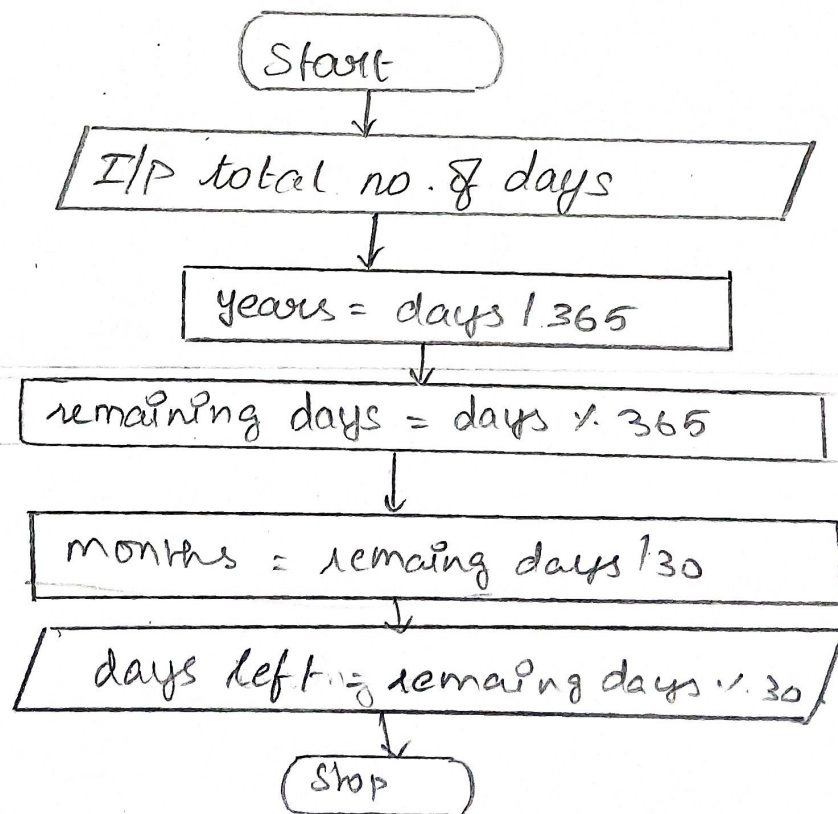 Start
I/P total no. of days
years = days / 365
remaining days = days % 365
months = remaing days / 30
days left = remaing days % 30
Stop